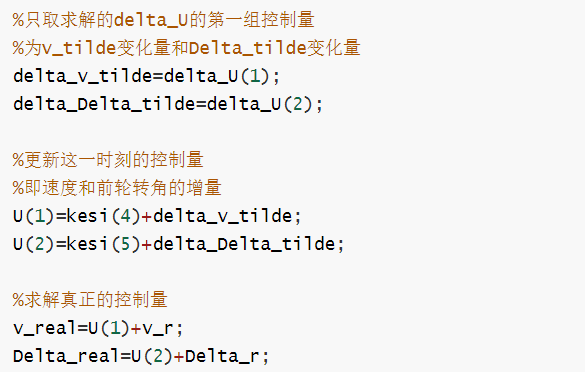 %只取求解的delta_U的第一组控制量
%为v_tilde变化量和Delta_tilde变化量
delta_v_tilde=delta_U(1);
delta_Delta_tilde=delta_U(2);
%更新这一时刻的控制量
%即速度和前轮转角的增量
U(1)=kesi(4)+delta_v_tilde;
U(2)=kesi(5)+delta_Delta_tilde;
%求解真正的控制量
v_real=U(1)+v_r;
Delta_real=U(2)+Delta_r;